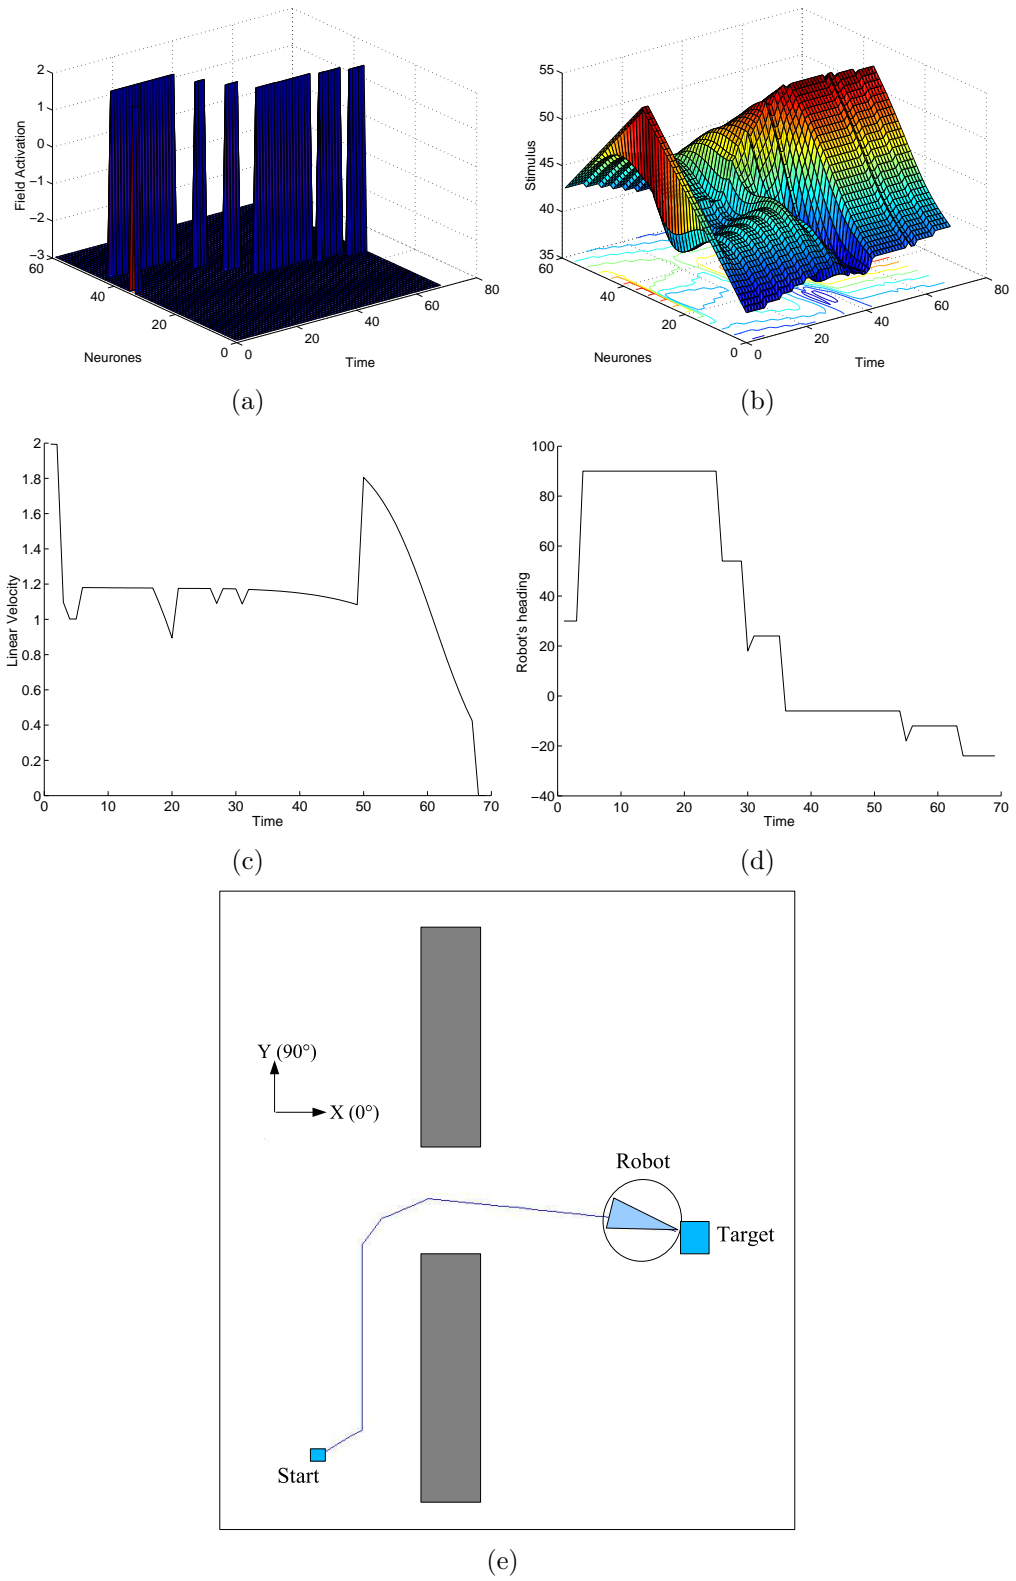 2
1
0
−1
−2
−3
Field Activation
60
40
20
0
Neurones
0
20
40
60
80
Time
(a)
55
50
45
40
35
Stimulus
60
40
20
0
Neurones
0
20
40
60
80
Time
(b)
2
1.8
1.6
1.4
1.2
1
0.8
0.6
0.4
0.2
0
Linear Velocity
0 10 20 30 40 50 60 70
Time
(c)
100
80
60
40
20
0
−20
−40
Robot's heading
0 10 20 30 40 50 60 70
Time
(d)
Y (90°)
X (0°)
Robot
Target
Start
(e)